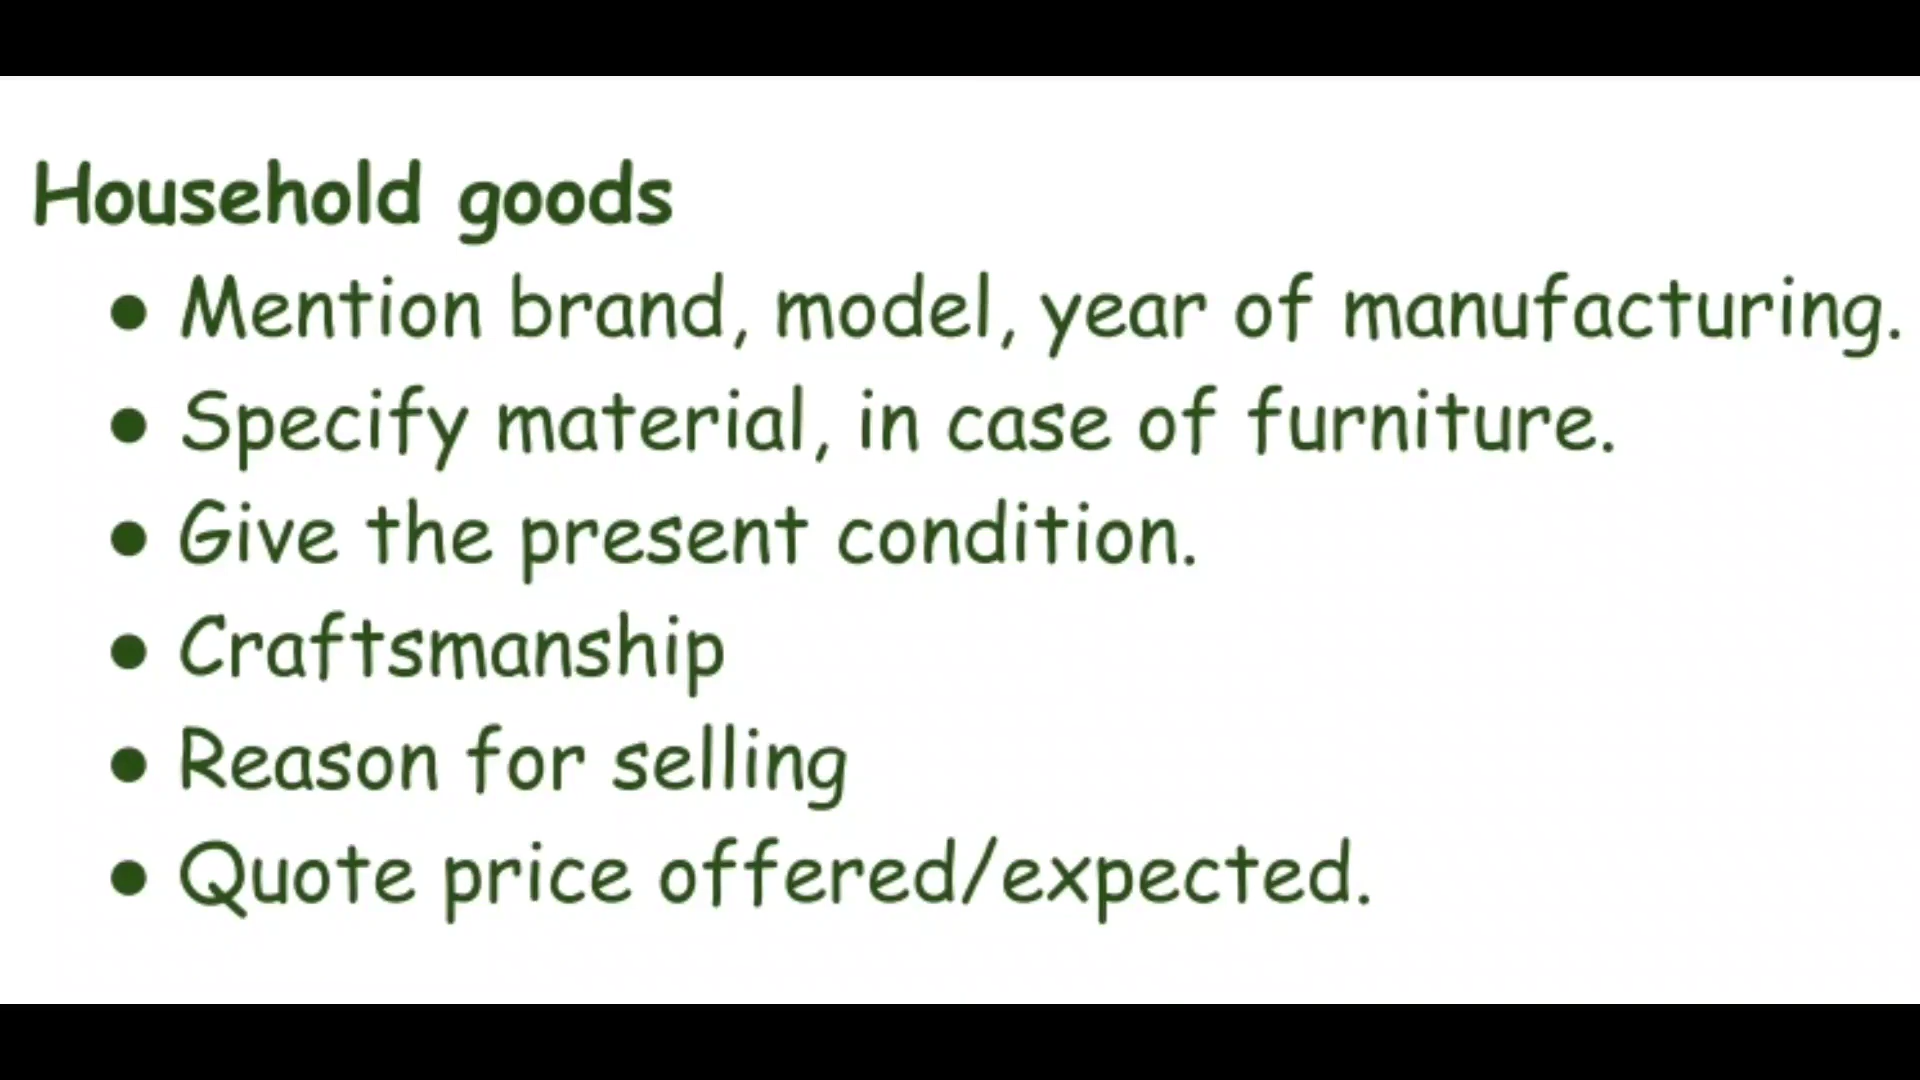 Household goods
● Mention brand, model, year of manufacturing.
● Specify material, in case of furniture.
● Give the present condition.
● Craftsmanship
● Reason for selling
● Quote price offered/expected.